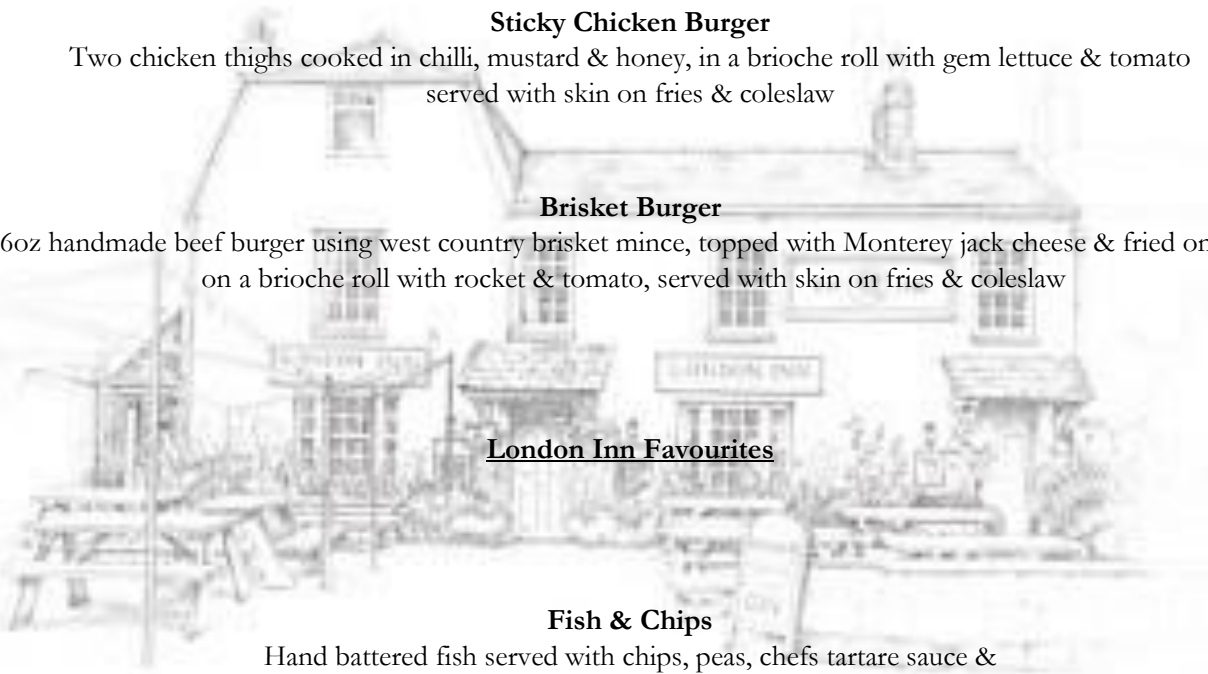 Sticky Chicken Burger
Two chicken thighs cooked in chilli, mustard & honey, in a brioche roll with gem lettuce & tomato
served with skin on fries & coleslaw
Brisket Burger
6oz handmade beef burger using west country brisket mince, topped with Monterey jack cheese & fried
on a brioche roll with rocket & tomato, served with skin on fries & coleslaw
LONDON INN
London Inn Favourites
Fish & Chips
Hand battered fish served with chips, peas, chefs tartare sauce &